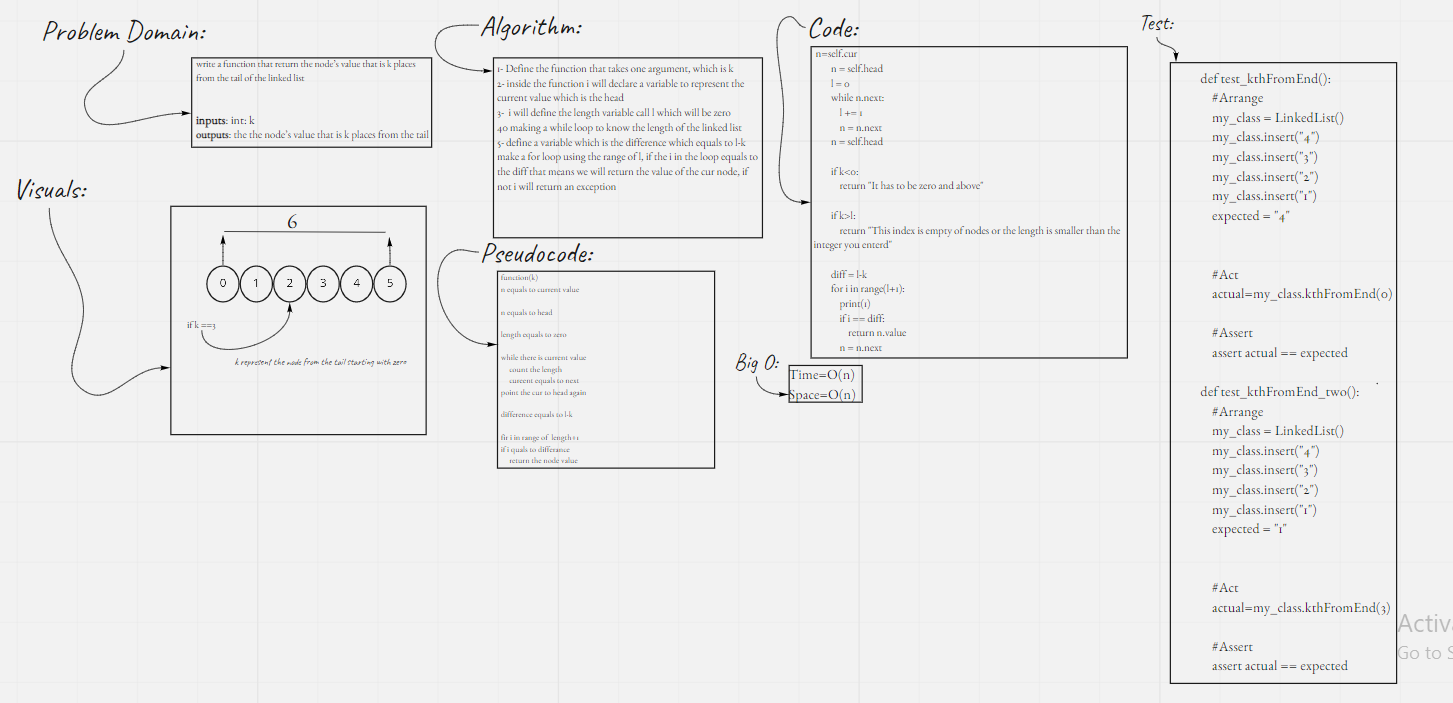 Problem Domain:
write a function that return the node's value that is k places
from the tail of the linked list
inputs: int: k
outputs: the the node's value that is k places from the tail
Visuals:
6
0 1 2 3 4 5
if k ==3
k represent the node from the tail starting with zero
Algorithm:
1- Define the function that takes one argument, which is k
2- inside the function i will declare a variable to represent the
current value which is the head
3- i will define the length variable call l which will be zero
40 making a while loop to know the length of the linked list
5- define a variable which is the difference which equals to l-k
make a for loop using the range of l, if the i in the loop equals to
the diff that means we will return the value of the cur node, if
not i will return an exception
Pseudocode:
function(k)
n equals to current value
n equals to head
length equals to zero
while there is current value
count the length
current equals to next
point the cur to head again
difference equals to l-k
fir i in range of length+1
if i quals to differance
return the node value
Code:
n=self.cur
n = self.head
l = 0
while n.next:
l += 1
n = n.next
n = self.head
if k<0:
return "It has to be zero and above"
if k>l:
return "This index is empty of nodes or the length is smaller than the
integer you enterd"
diff = l-k
for i in range(l+1):
print(1)
if i == diff:
return n.value
n = n.next
Big O:
Time=O(n)
Space=O(n)
Test:
def test_kthFromEnd():
#Arrange
my_class = LinkedList()
my_class.insert("4")
my_class.insert("3")
my_class.insert("2")
my_class.insert("1")
expected = "4"
#Act
actual=my_class.kthFromEnd(0)
#Assert
assert actual == expected
def test_kthFromEnd_two():
#Arrange
my_class = LinkedList()
my_class.insert("4")
my_class.insert("3")
my_class.insert("2")
my_class.insert("1")
expected = "1"
#Act
actual=my_class.kthFromEnd(3)
#Assert
assert actual == expected
Activ
Go to S